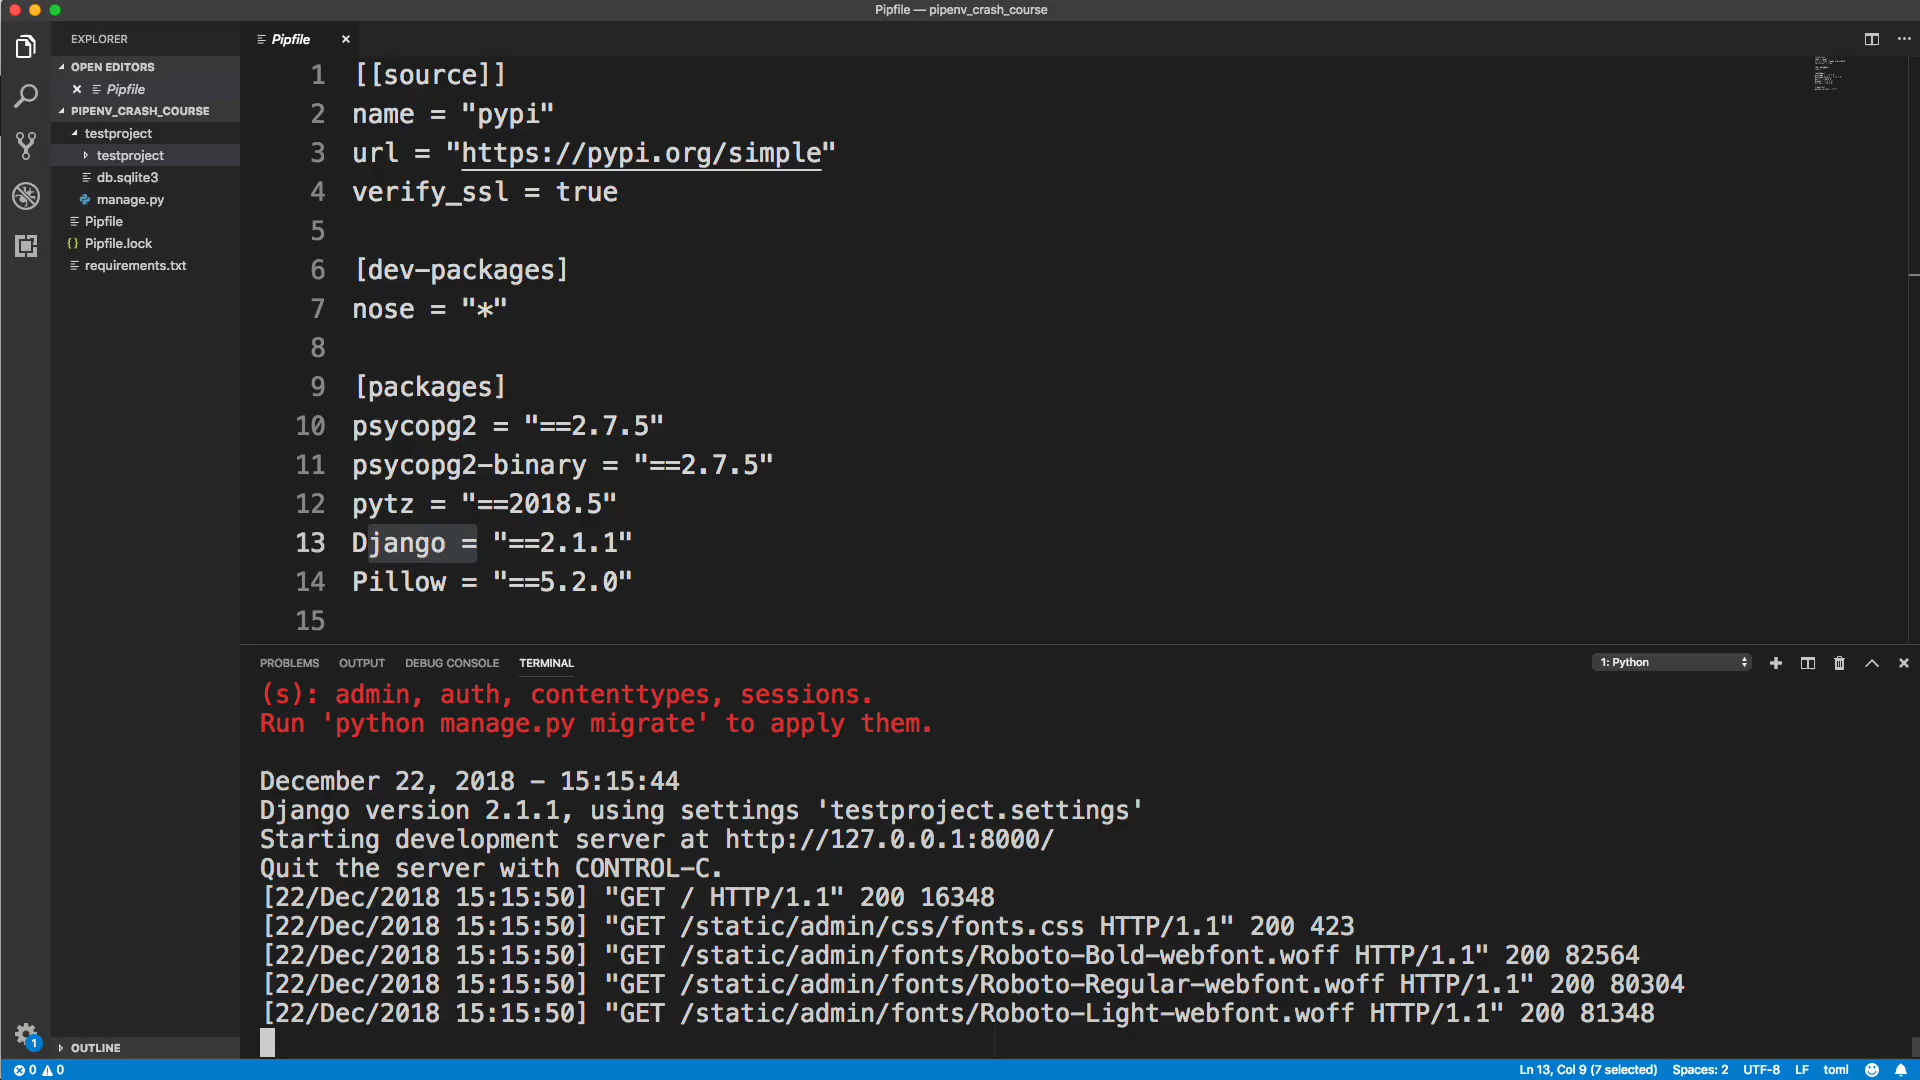 Pipfile — pipenv_crash_course
EXPLORER
OPEN EDITORS
Pipfile
PIPENV_CRASH_COURSE
testproject
testproject
db.sqlite3
manage.py
Pipfile
{} Pipfile.lock
requirements.txt
OUTLINE
1
Pipfile
1 [[source]]
2 name = "pypi"
3 url = "https://pypi.org/simple"
4 verify_ssl = true
5
6 [dev-packages]
7 nose = "*"
8
9 [packages]
10 psycopg2 = "==2.7.5"
11 psycopg2-binary = "==2.7.5"
12 pytz = "==2018.5"
13 Django = "==2.1.1"
14 Pillow = "==5.2.0"
15
PROBLEMS OUTPUT DEBUG CONSOLE TERMINAL 1: Python
(s): admin, auth, contenttypes, sessions.
Run 'python manage.py migrate' to apply them.
December 22, 2018 - 15:15:44
Django version 2.1.1, using settings 'testproject.settings'
Starting development server at http://127.0.0.1:8000/
Quit the server with CONTROL-C.
[22/Dec/2018 15:15:50] "GET / HTTP/1.1" 200 16348
[22/Dec/2018 15:15:50] "GET /static/admin/css/fonts.css HTTP/1.1" 200 423
[22/Dec/2018 15:15:50] "GET /static/admin/fonts/Roboto-Bold-webfont.woff HTTP/1.1" 200 82564
[22/Dec/2018 15:15:50] "GET /static/admin/fonts/Roboto-Regular-webfont.woff HTTP/1.1" 200 80304
[22/Dec/2018 15:15:50] "GET /static/admin/fonts/Roboto-Light-webfont.woff HTTP/1.1" 200 81348
0 0 Ln 13, Col 9 (7 selected) Spaces: 2 UTF-8 LF toml